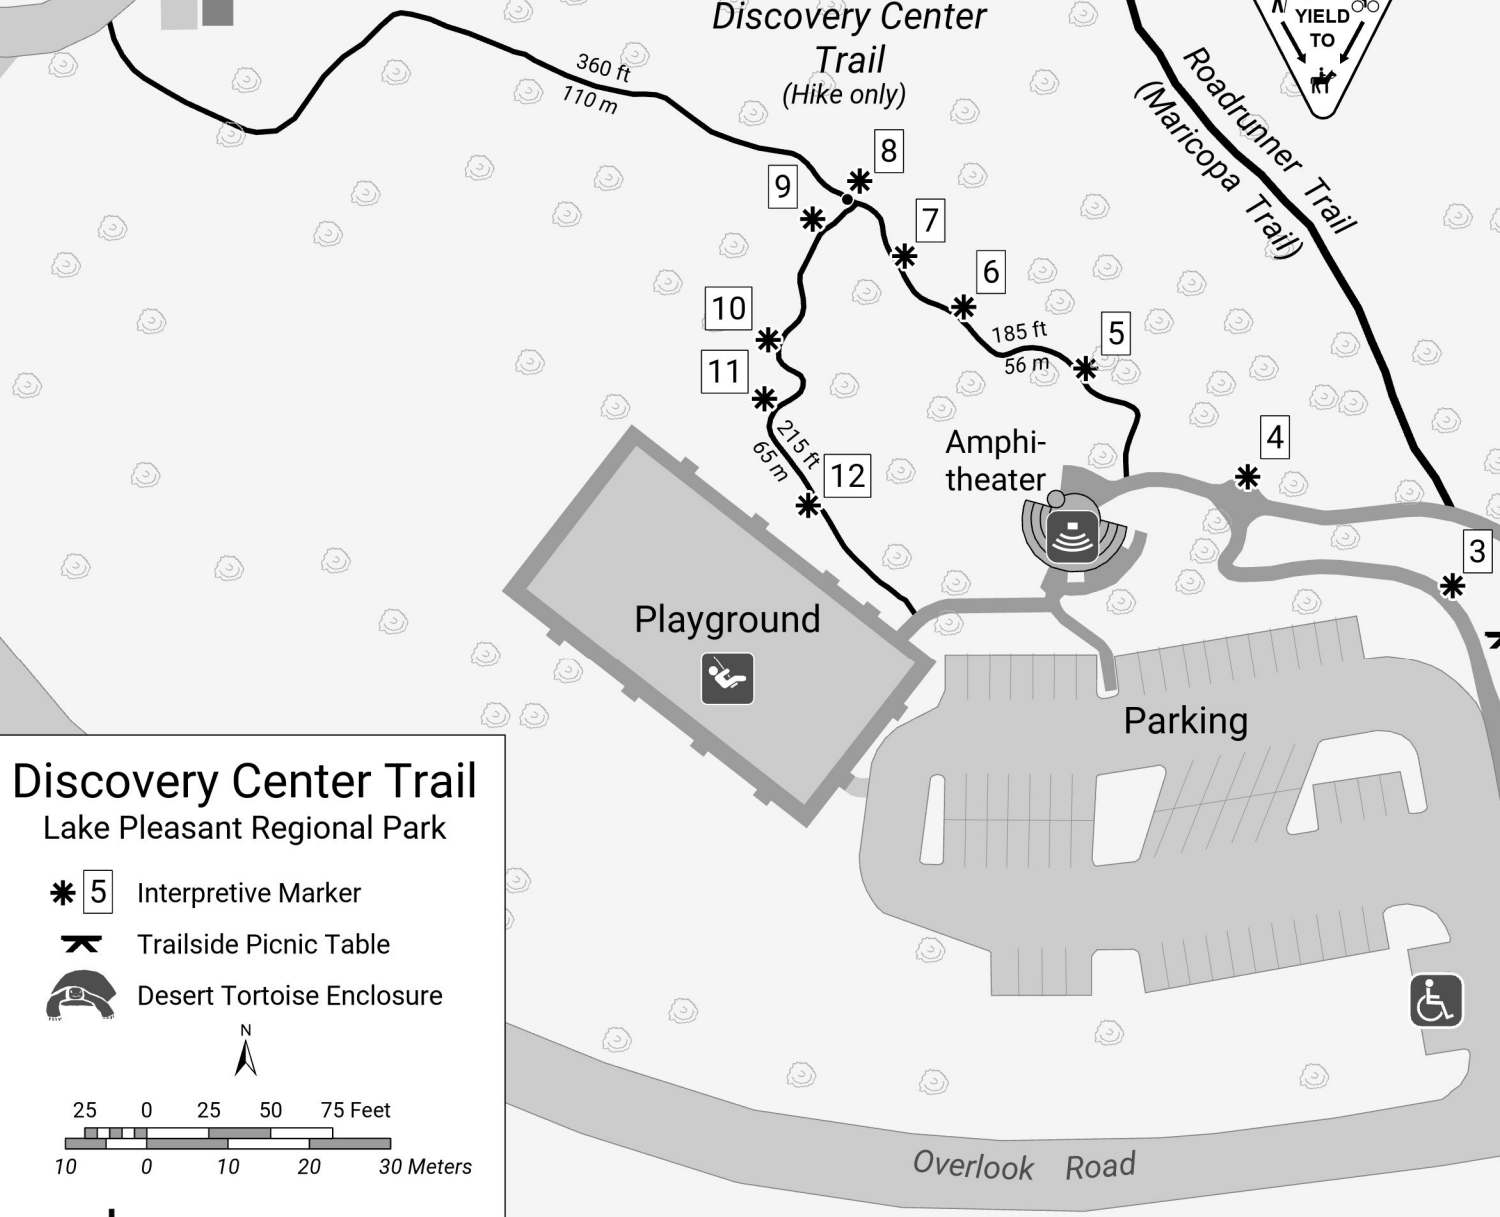 Discovery Center
Trail
(Hike only)
YIELD
TO
Roadrunner Trail
(Maricopa Trail)
360 ft
110 m
8
9
7
6
10
185 ft
56 m
5
11
215 ft
65 m
12
Amphi-
theater
4
3
Playground
Parking
Discovery Center Trail
Lake Pleasant Regional Park
5 Interpretive Marker
Trailside Picnic Table
Desert Tortoise Enclosure
N
25 0 25 50 75 Feet
10 0 10 20 30 Meters
Overlook Road